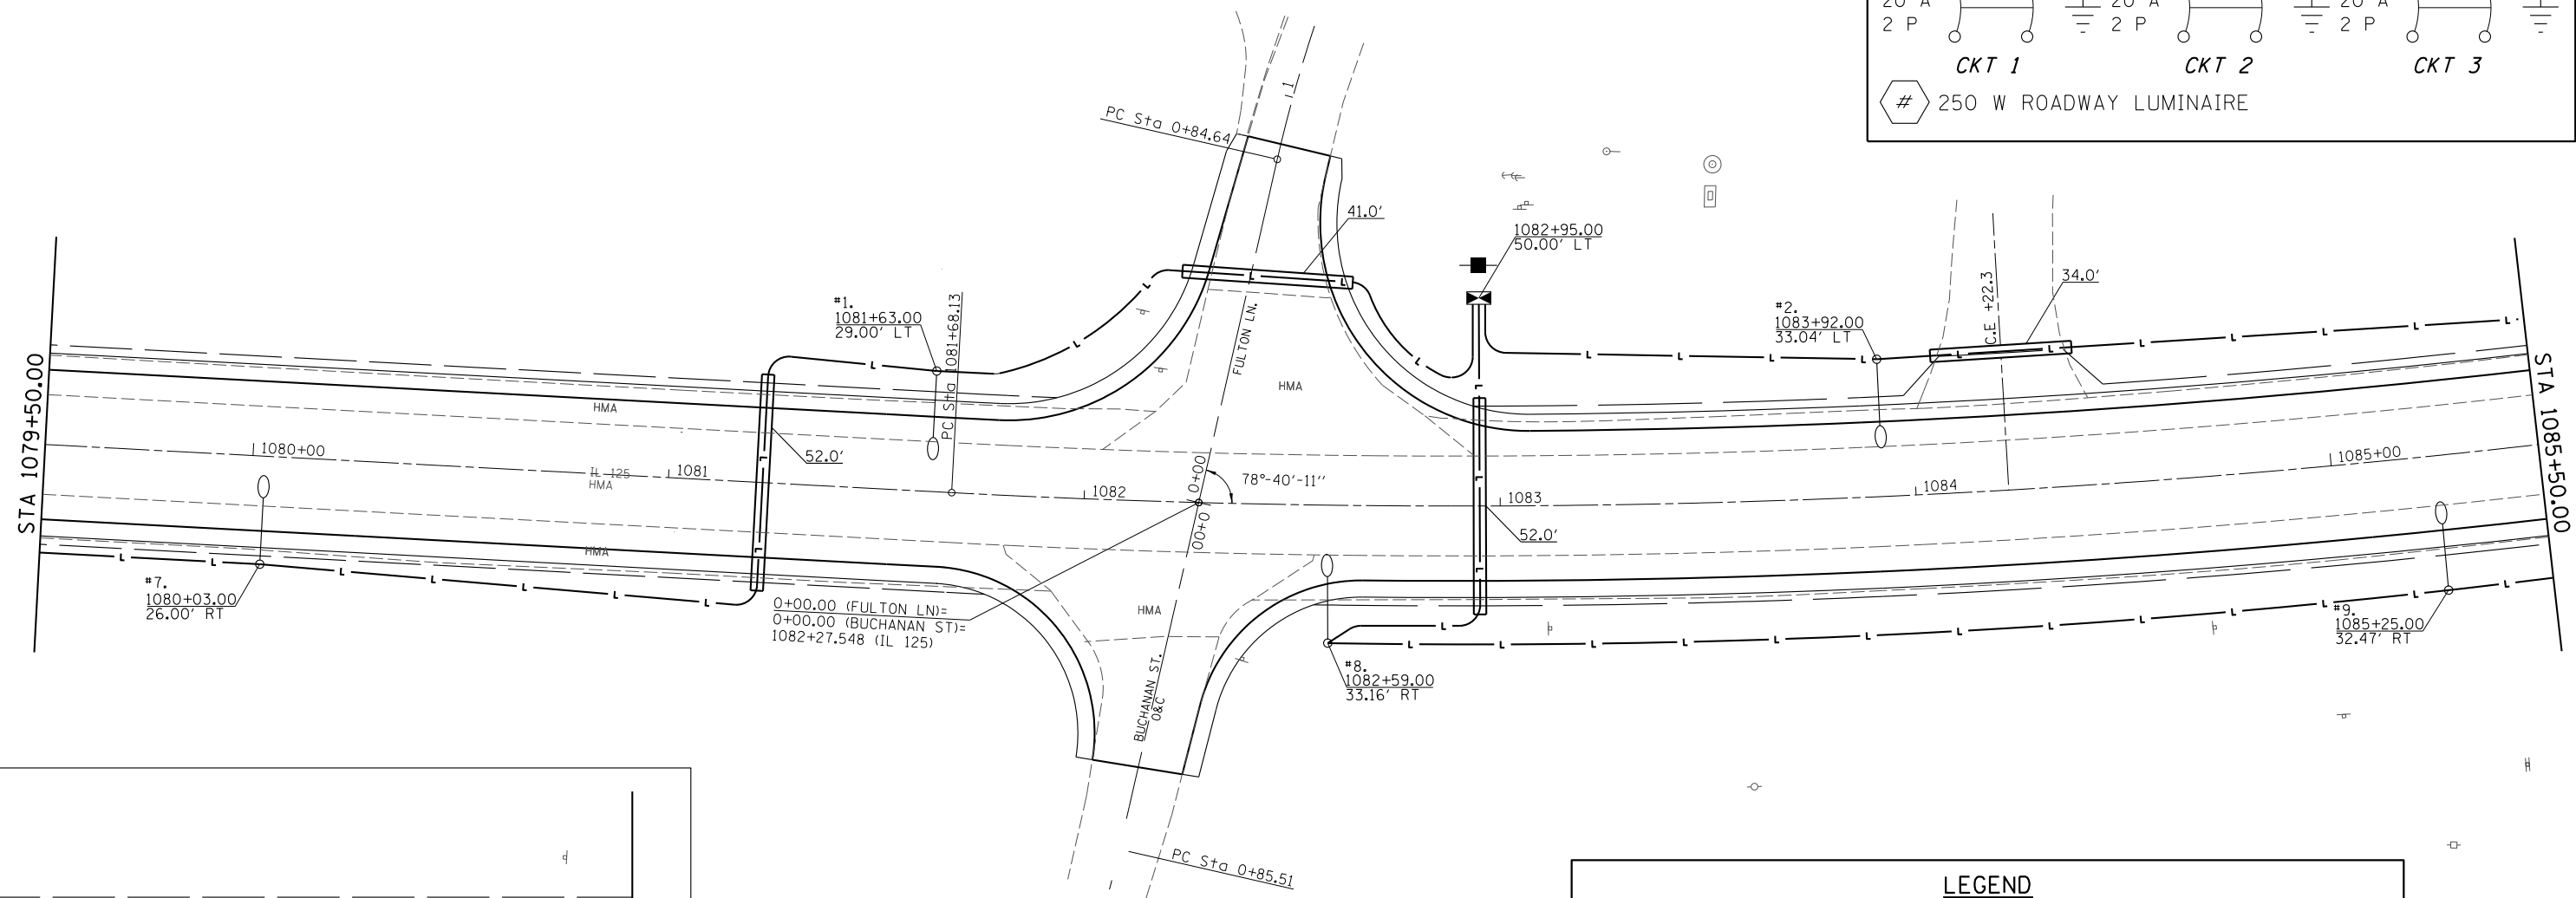 20 A
2 P
20 A
2 P
20 A
2 P
CKT 1
CKT 2
CKT 3
# 250 W ROADWAY LUMINAIRE
1
PC Sta 0+84.64
41.0'
1082+95.00
50.00' LT
#1.
1081+63.00
29.00' LT
PC Sta 1081+68.13
FULTON LN.
HMA
#2.
1083+92.00
33.04' LT
C.E +22.3
34.0'
STA 1079+50.00
STA 1085+50.00
HMA
1080+00
IL 125
HMA
1081
52.0'
1082
0+00
0+00
78°-40'-11''
1083
1084
1085+00
52.0'
HMA
#7.
1080+03.00
26.00' RT
0+00.00 (FULTON LN)=
0+00.00 (BUCHANAN ST)=
1082+27.548 (IL 125)
HMA
BUCHANAN ST.
O&C
#8.
1082+59.00
33.16' RT
#9.
1085+25.00
32.47' RT
PC Sta 0+85.51
LEGEND
L L L L L L L L L L L L L L L L L L L L L L L L L L L L L L L L L L L L L L L L L L